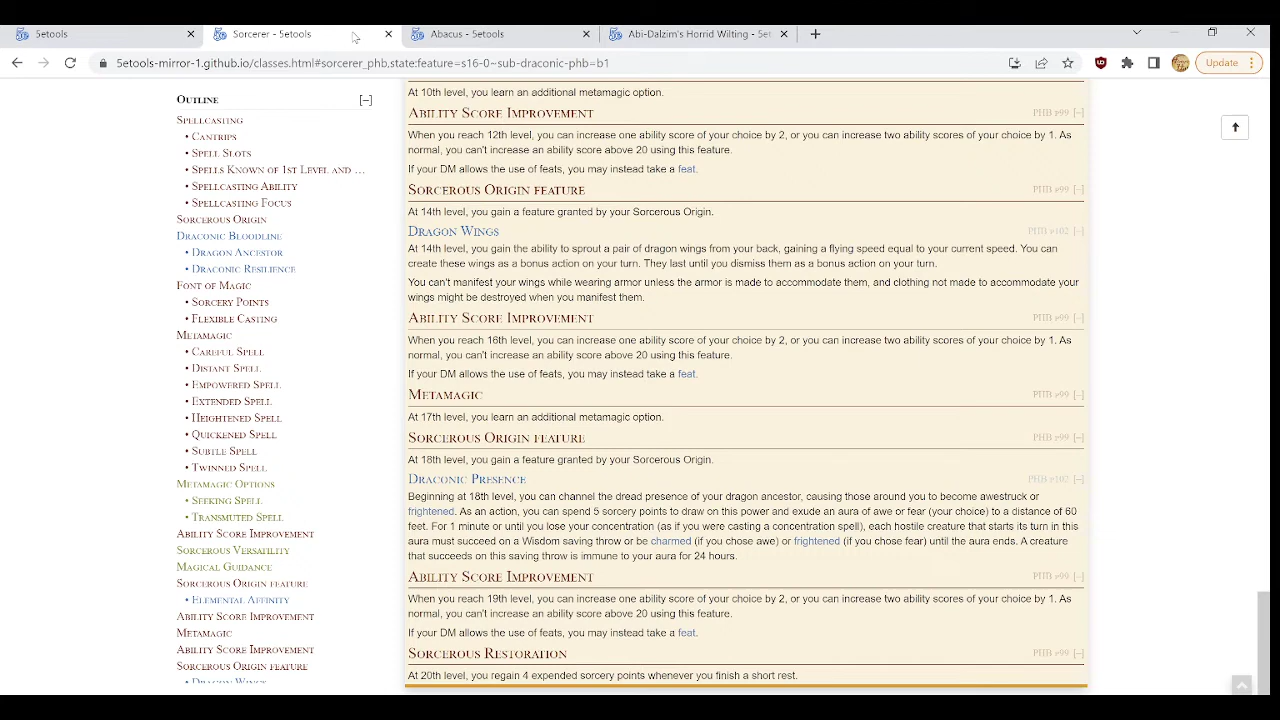 5etools
Sorcerer - 5etools
Abacus - 5etools
Abi-Dalzim's Horrid Wilting - 5et
5etools-mirror-1.github.io/classes.html#sorcerer_phb,state:feature=s16-0~sub-draconic-phb=b1
Update
OUTLINE [–]
SPELLCASTING
• CANTRIPS
• SPELL SLOTS
• SPELLS KNOWN OF 1ST LEVEL AND …
• SPELLCASTING ABILITY
• SPELLCASTING FOCUS
SORCEROUS ORIGIN
DRACONIC BLOODLINE
• DRAGON ANCESTOR
• DRACONIC RESILIENCE
FONT OF MAGIC
• SORCERY POINTS
• FLEXIBLE CASTING
METAMAGIC
• CAREFUL SPELL
• DISTANT SPELL
• EMPOWERED SPELL
• EXTENDED SPELL
• HEIGHTENED SPELL
• QUICKENED SPELL
• SUBTLE SPELL
• TWINNED SPELL
METAMAGIC OPTIONS
• SEEKING SPELL
• TRANSMUTED SPELL
ABILITY SCORE IMPROVEMENT
SORCEROUS VERSATILITY
MAGICAL GUIDANCE
SORCEROUS ORIGIN FEATURE
• ELEMENTAL AFFINITY
ABILITY SCORE IMPROVEMENT
METAMAGIC
ABILITY SCORE IMPROVEMENT
SORCEROUS ORIGIN FEATURE
• DRAGON WINGS
At 10th level, you learn an additional metamagic option.
ABILITY SCORE IMPROVEMENT PHB p99 [–]
When you reach 12th level, you can increase one ability score of your choice by 2, or you can increase two ability scores of your choice by 1. As
normal, you can't increase an ability score above 20 using this feature.
If your DM allows the use of feats, you may instead take a feat.
SORCEROUS ORIGIN FEATURE PHB p99 [–]
At 14th level, you gain a feature granted by your Sorcerous Origin.
DRAGON WINGS PHB p102 [–]
At 14th level, you gain the ability to sprout a pair of dragon wings from your back, gaining a flying speed equal to your current speed. You can
create these wings as a bonus action on your turn. They last until you dismiss them as a bonus action on your turn.
You can't manifest your wings while wearing armor unless the armor is made to accommodate them, and clothing not made to accommodate your
wings might be destroyed when you manifest them.
ABILITY SCORE IMPROVEMENT PHB p99 [–]
When you reach 16th level, you can increase one ability score of your choice by 2, or you can increase two ability scores of your choice by 1. As
normal, you can't increase an ability score above 20 using this feature.
If your DM allows the use of feats, you may instead take a feat.
METAMAGIC PHB p99 [–]
At 17th level, you learn an additional metamagic option.
SORCEROUS ORIGIN FEATURE PHB p99 [–]
At 18th level, you gain a feature granted by your Sorcerous Origin.
DRACONIC PRESENCE PHB p102 [–]
Beginning at 18th level, you can channel the dread presence of your dragon ancestor, causing those around you to become awestruck or
frightened. As an action, you can spend 5 sorcery points to draw on this power and exude an aura of awe or fear (your choice) to a distance of 60
feet. For 1 minute or until you lose your concentration (as if you were casting a concentration spell), each hostile creature that starts its turn in this
aura must succeed on a Wisdom saving throw or be charmed (if you chose awe) or frightened (if you chose fear) until the aura ends. A creature
that succeeds on this saving throw is immune to your aura for 24 hours.
ABILITY SCORE IMPROVEMENT PHB p99 [–]
When you reach 19th level, you can increase one ability score of your choice by 2, or you can increase two ability scores of your choice by 1. As
normal, you can't increase an ability score above 20 using this feature.
If your DM allows the use of feats, you may instead take a feat.
SORCEROUS RESTORATION PHB p99 [–]
At 20th level, you regain 4 expended sorcery points whenever you finish a short rest.